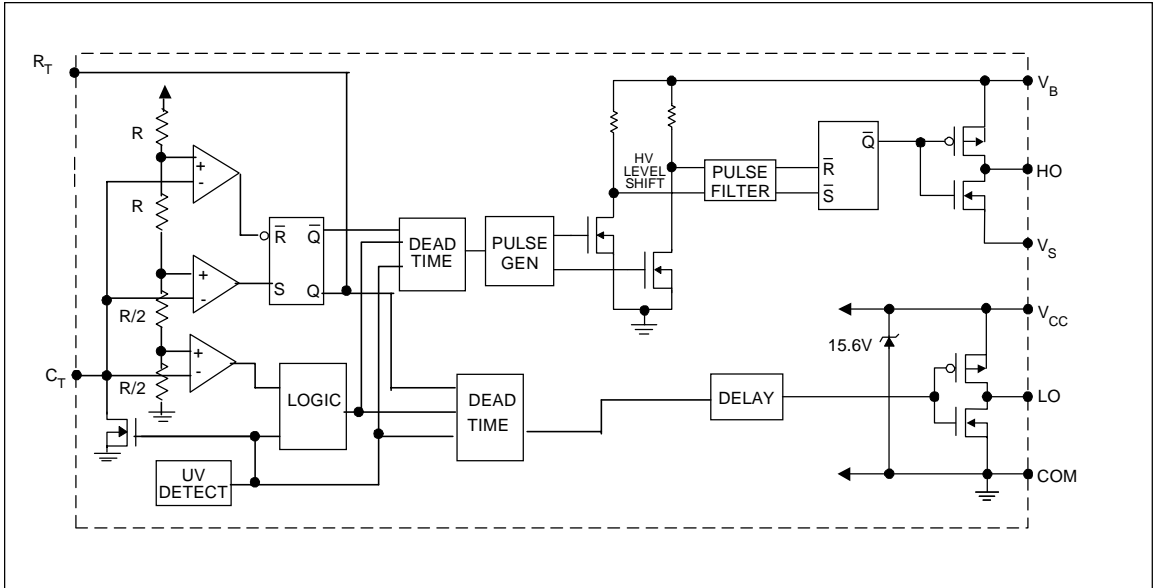 R_T
V_B
R
+
-
HV
LEVEL
SHIFT
PULSE
FILTER
R̅
S̅
Q̅
HO
R
R̅
Q̅
S
Q
DEAD
TIME
PULSE
GEN
V_S
+
-
R/2
V_CC
15.6V
+
-
C_T
R/2
LOGIC
DEAD
TIME
DELAY
LO
UV
DETECT
COM